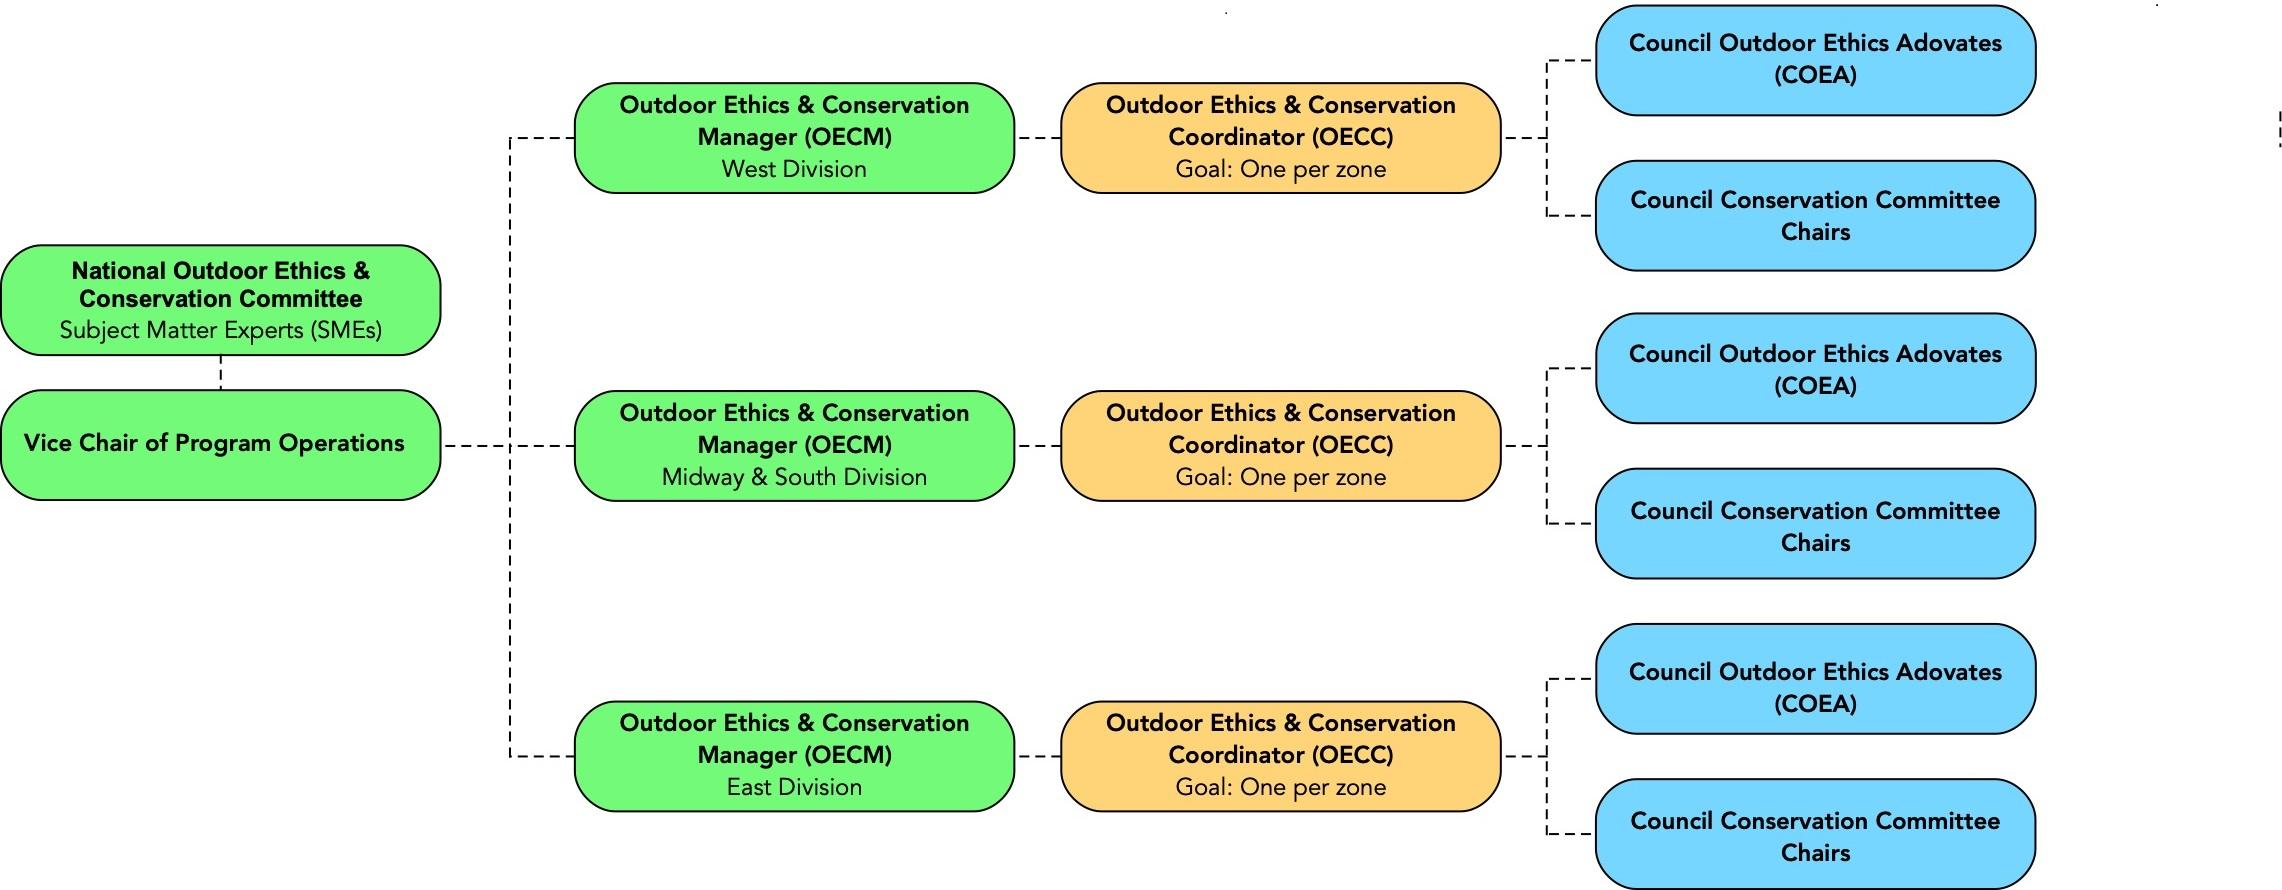 National Outdoor Ethics &
Conservation Committee
Subject Matter Experts (SMEs)
Vice Chair of Program Operations
Outdoor Ethics & Conservation
Manager (OECM)
West Division
Outdoor Ethics & Conservation
Coordinator (OECC)
Goal: One per zone
Council Outdoor Ethics Adovates
(COEA)
Council Conservation Committee
Chairs
Outdoor Ethics & Conservation
Manager (OECM)
Midway & South Division
Outdoor Ethics & Conservation
Coordinator (OECC)
Goal: One per zone
Council Outdoor Ethics Adovates
(COEA)
Council Conservation Committee
Chairs
Outdoor Ethics & Conservation
Manager (OECM)
East Division
Outdoor Ethics & Conservation
Coordinator (OECC)
Goal: One per zone
Council Outdoor Ethics Adovates
(COEA)
Council Conservation Committee
Chairs